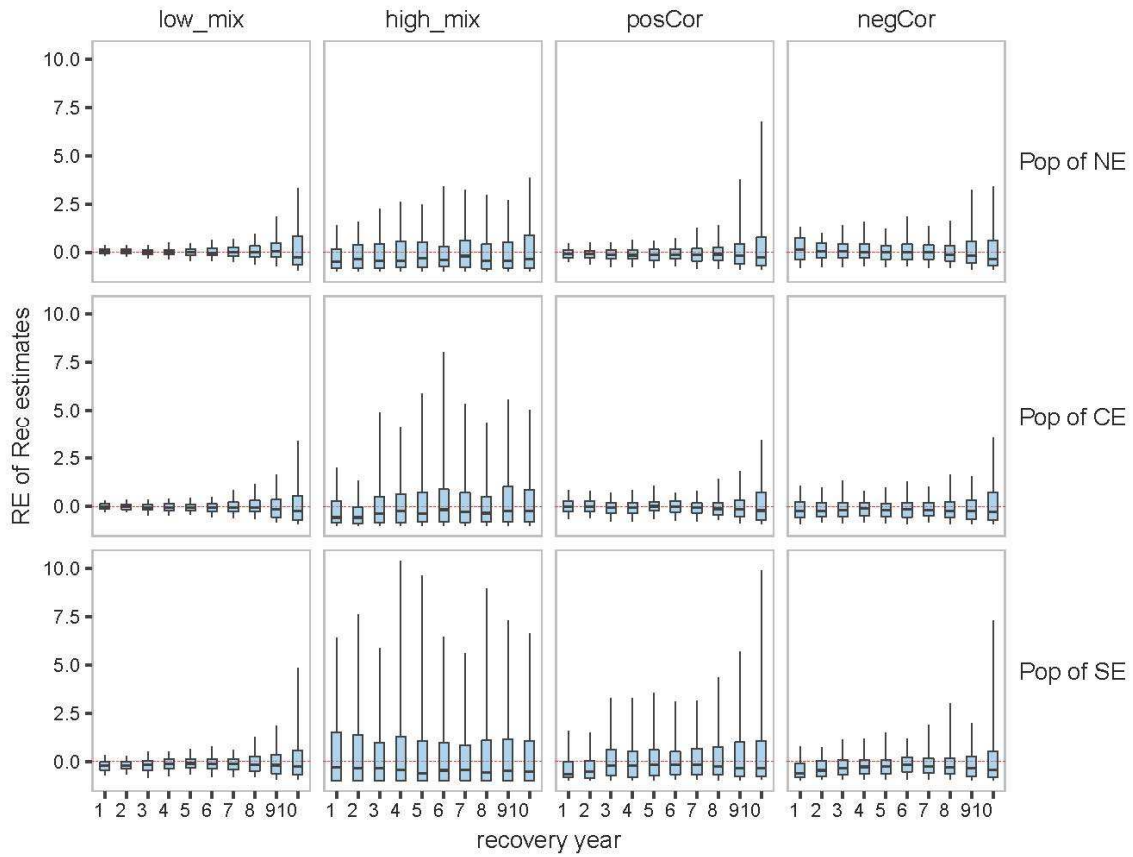 low_mix high_mix posCor negCor
10.0
7.5
5.0
2.5
0.0
Pop of NE
10.0
7.5
5.0
2.5
0.0
Pop of CE
10.0
7.5
5.0
2.5
0.0
Pop of SE
RE of Rec estimates
1 2 3 4 5 6 7 8 910 1 2 3 4 5 6 7 8 910 1 2 3 4 5 6 7 8 910 1 2 3 4 5 6 7 8 910
recovery year